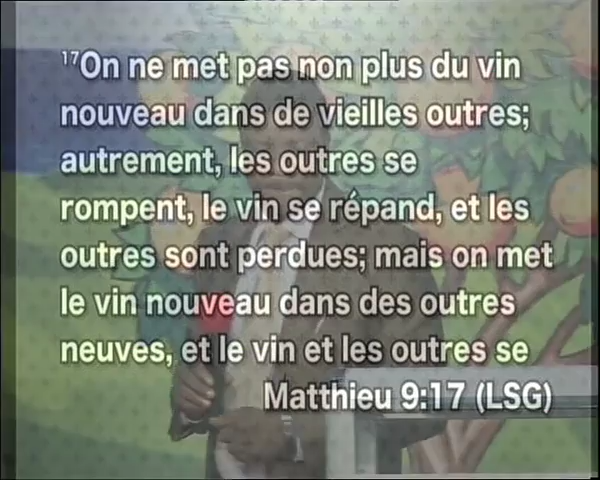 ¹⁷On ne met pas non plus du vin
nouveau dans de vieilles outres;
autrement, les outres se
rompent, le vin se répand, et les
outres sont perdues; mais on met
le vin nouveau dans des outres
neuves, et le vin et les outres se
Matthieu 9:17 (LSG)